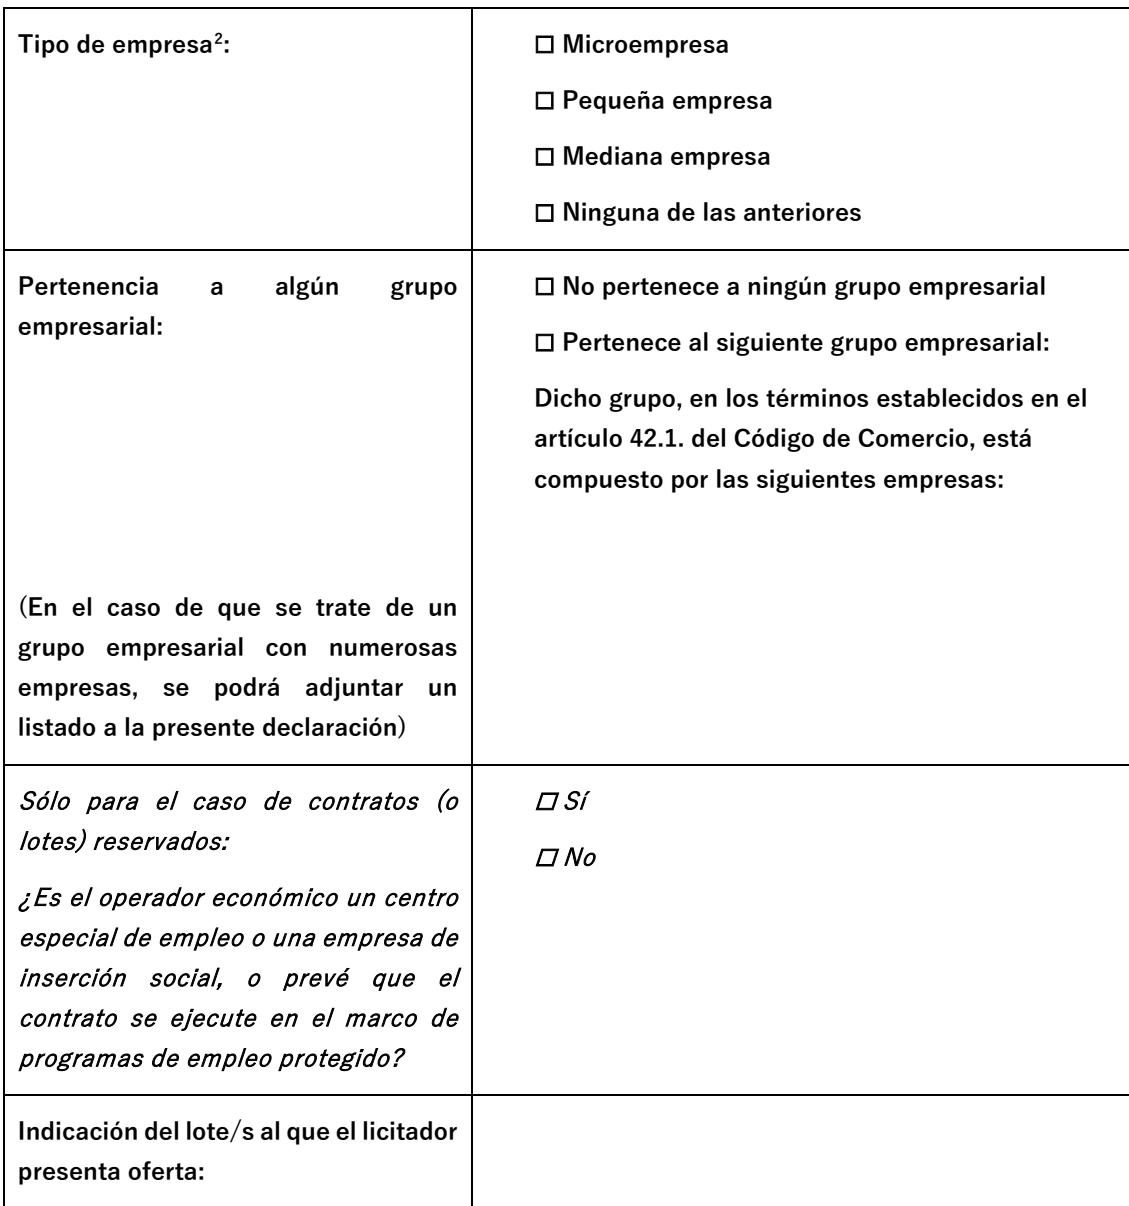 Tipo de empresa²:
☐ Microempresa
☐ Pequeña empresa
☐ Mediana empresa
☐ Ninguna de las anteriores
Pertenencia a algún grupo
empresarial:
(En el caso de que se trate de un
grupo empresarial con numerosas
empresas, se podrá adjuntar un
listado a la presente declaración)
☐ No pertenece a ningún grupo empresarial
☐ Pertenece al siguiente grupo empresarial:
Dicho grupo, en los términos establecidos en el
artículo 42.1. del Código de Comercio, está
compuesto por las siguientes empresas:
Sólo para el caso de contratos (o
lotes) reservados:
¿Es el operador económico un centro
especial de empleo o una empresa de
inserción social, o prevé que el
contrato se ejecute en el marco de
programas de empleo protegido?
☐ Sí
☐ No
Indicación del lote/s al que el licitador
presenta oferta: